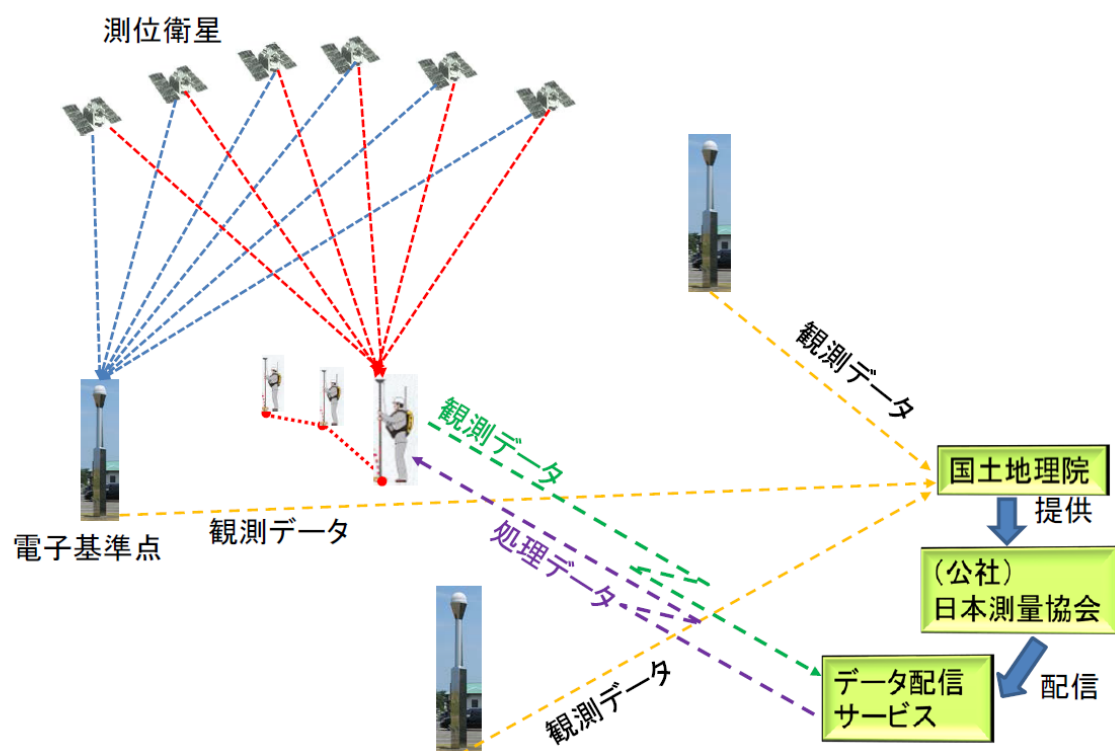 測位衛星
観測データ
国土地理院
提供
観測データ
処理データ
観測データ
電子基準点
(公社)
日本測量協会
観測データ
データ配信
サービス
配信